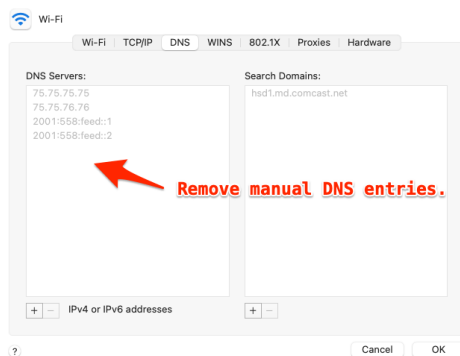 Wi-Fi
Wi-Fi TCP/IP DNS WINS 802.1X Proxies Hardware
DNS Servers:
75.75.75.75
75.75.76.76
2001:558:feed::1
2001:558:feed::2
Search Domains:
hsd1.md.comcast.net
Remove manual DNS entries.
+ − IPv4 or IPv6 addresses
+ −
? Cancel OK